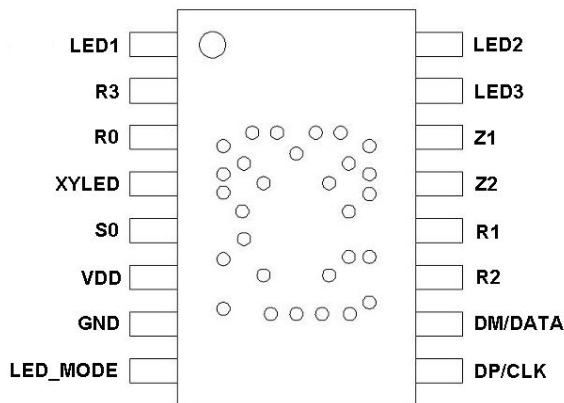 LED1 LED2
R3 LED3
R0 Z1
XYLED Z2
S0 R1
VDD R2
GND DM/DATA
LED_MODE DP/CLK